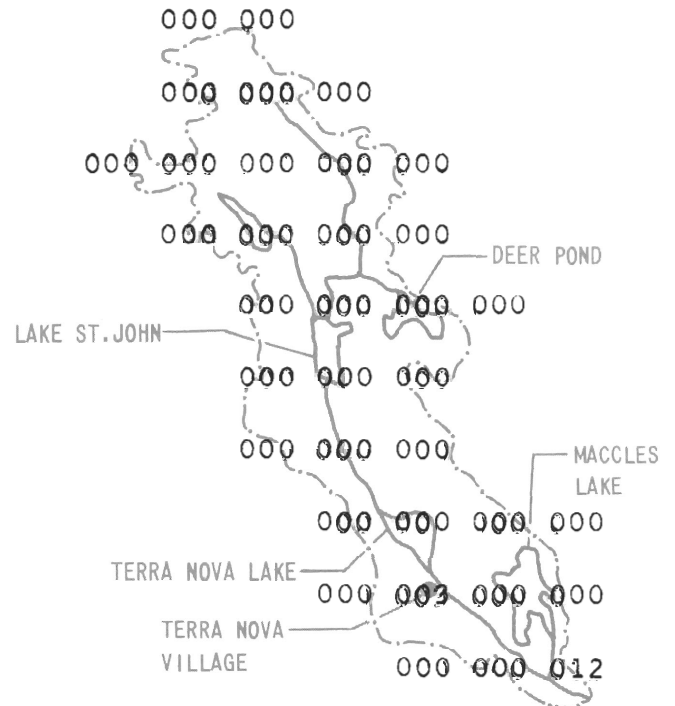 000 000
000 000 000
000 000 000 000 000
000 000 000 000
DEER POND
000 000 000 000
LAKE ST.JOHN
000 000 000
000 000 000
MACCLES
LAKE
000 000 000 000
TERRA NOVA LAKE
000 003 000 000
TERRA NOVA
VILLAGE
000 000 012